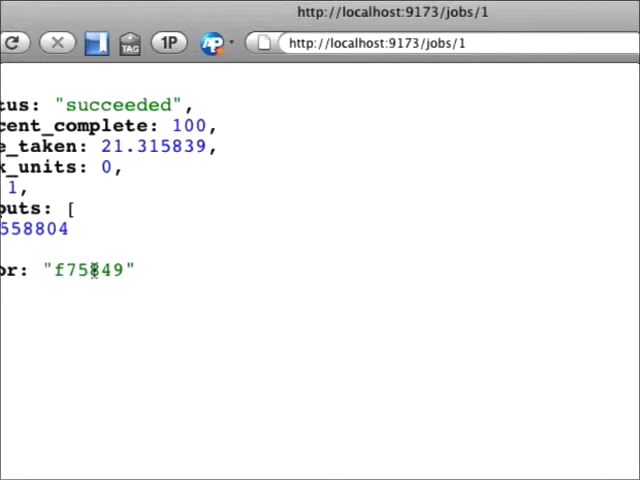 http://localhost:9173/jobs/1
TAG
1P
http://localhost:9173/jobs/1
tus: "succeeded",
cent_complete: 100,
e_taken: 21.315839,
k_units: 0,
1,
puts: [
558804
or: "f75849"